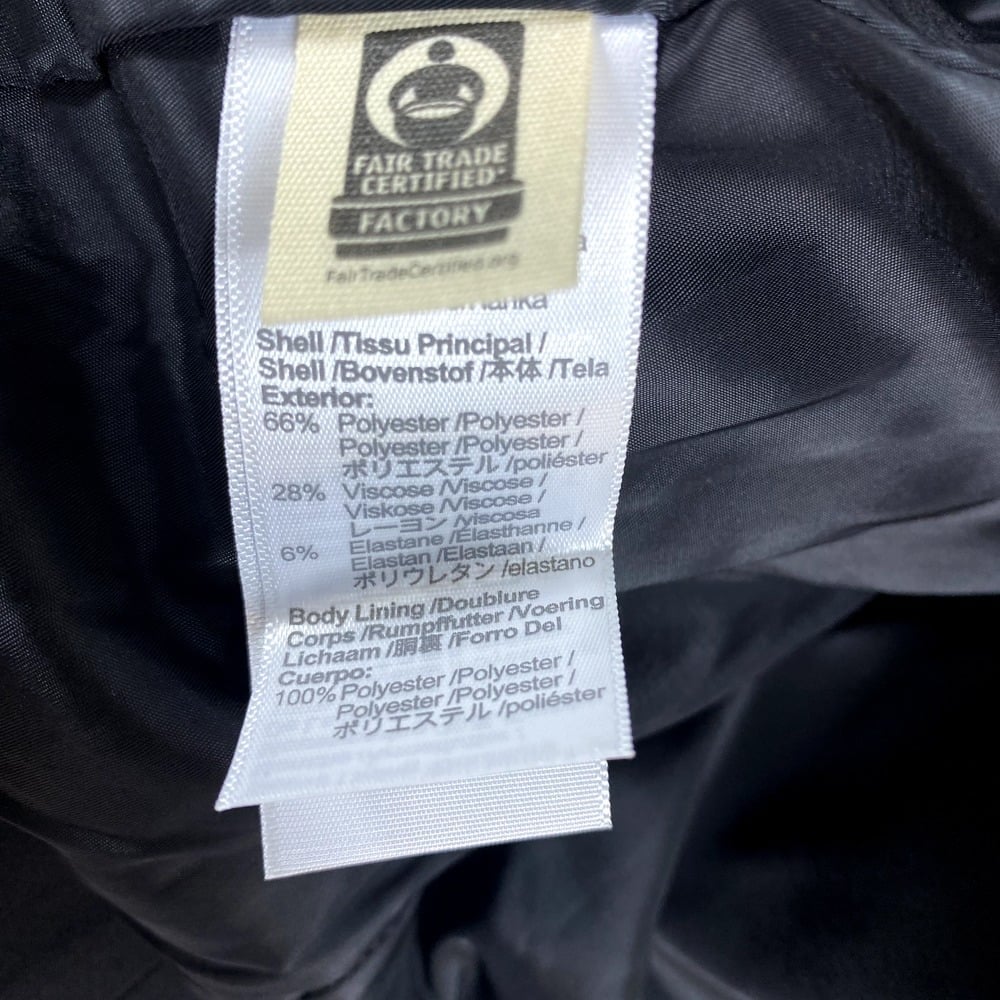 FAIR TRADE
CERTIFIED
FACTORY
FairTradeCertified.org
Shell /Tissu Principal /
Shell /Bovenstof /本体 /Tela
Exterior:
66% Polyester /Polyester /
Polyester /Polyester /
ポリエステル /poliéster
28% Viscose /Viscose /
Viskose /Viscose /
レーヨン /viscosa
6% Elastane /Élasthanne /
Elastan /Elastaan /
ポリウレタン /elastano
Body Lining /Doublure
Corps /Rumpffutter /Voering
Lichaam /胴裏 /Forro Del
Cuerpo:
100% Polyester /Polyester /
Polyester /Polyester /
ポリエステル /poliéster